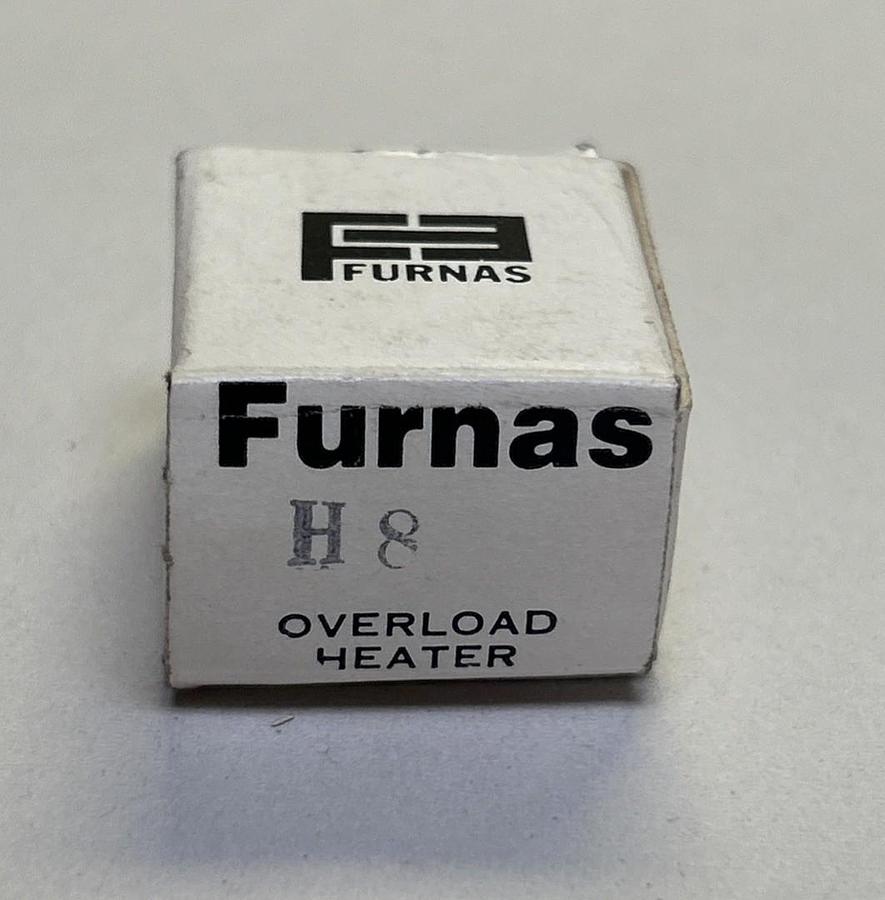 FURNAS
Furnas
H 8
OVERLOAD
HEATER